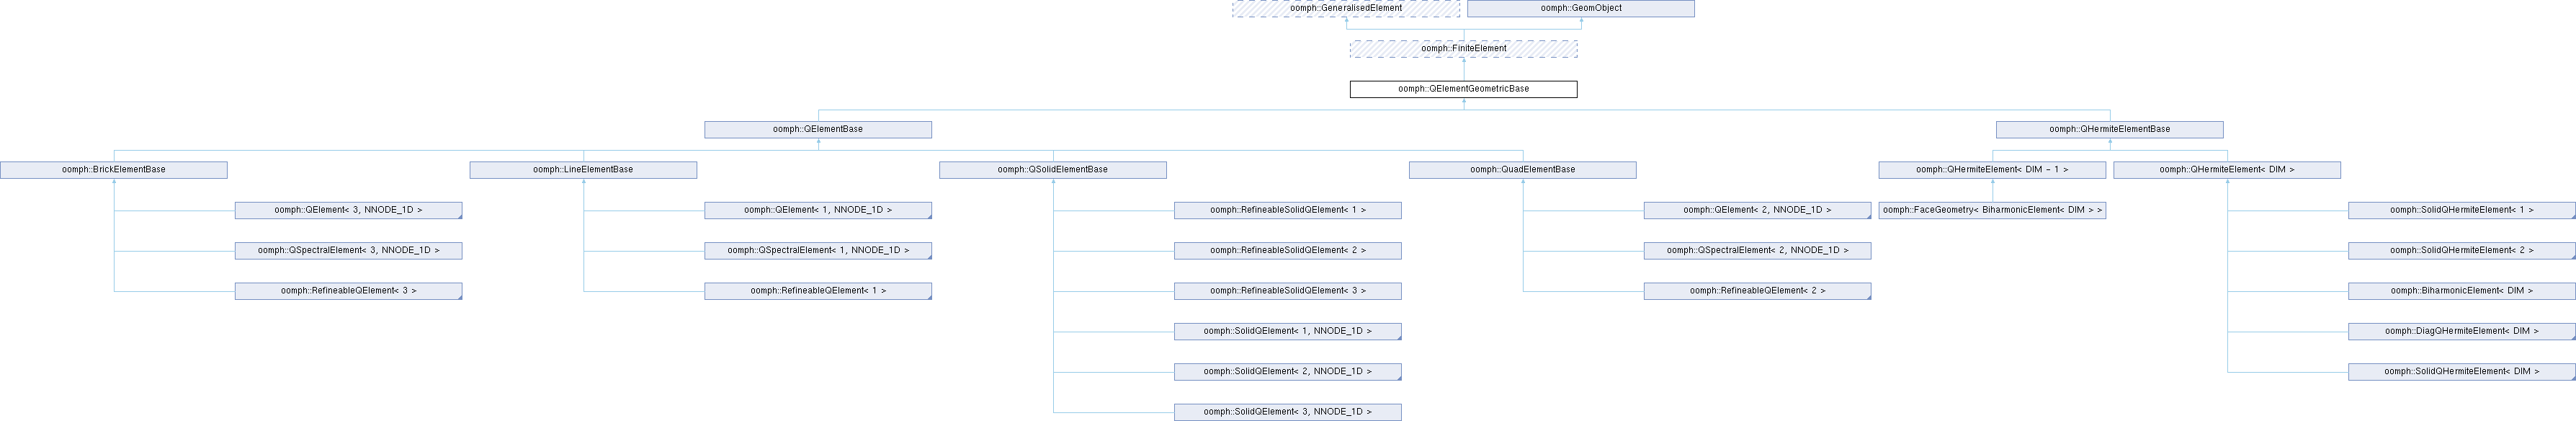 oomph::GeneralisedElement
oomph::GeomObject
oomph::FiniteElement
oomph::QElementGeometricBase
oomph::QElementBase
oomph::QHermiteElementBase
oomph::BrickElementBase
oomph::LineElementBase
oomph::QSolidElementBase
oomph::QuadElementBase
oomph::QHermiteElement< DIM - 1 >
oomph::QHermiteElement< DIM >
oomph::QElement< 3, NNODE_1D >
oomph::QElement< 1, NNODE_1D >
oomph::RefineableSolidQElement< 1 >
oomph::QElement< 2, NNODE_1D >
oomph::FaceGeometry< BiharmonicElement< DIM > >
oomph::SolidQHermiteElement< 1 >
oomph::QSpectralElement< 3, NNODE_1D >
oomph::QSpectralElement< 1, NNODE_1D >
oomph::RefineableSolidQElement< 2 >
oomph::QSpectralElement< 2, NNODE_1D >
oomph::SolidQHermiteElement< 2 >
oomph::RefineableQElement< 3 >
oomph::RefineableQElement< 1 >
oomph::RefineableSolidQElement< 3 >
oomph::RefineableQElement< 2 >
oomph::BiharmonicElement< DIM >
oomph::SolidQElement< 1, NNODE_1D >
oomph::DiagQHermiteElement< DIM >
oomph::SolidQElement< 2, NNODE_1D >
oomph::SolidQHermiteElement< DIM >
oomph::SolidQElement< 3, NNODE_1D >